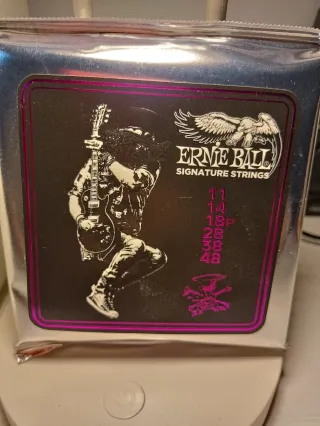 ERNIE BALL
SIGNATURE STRINGS
11
14
18P
28
38
48